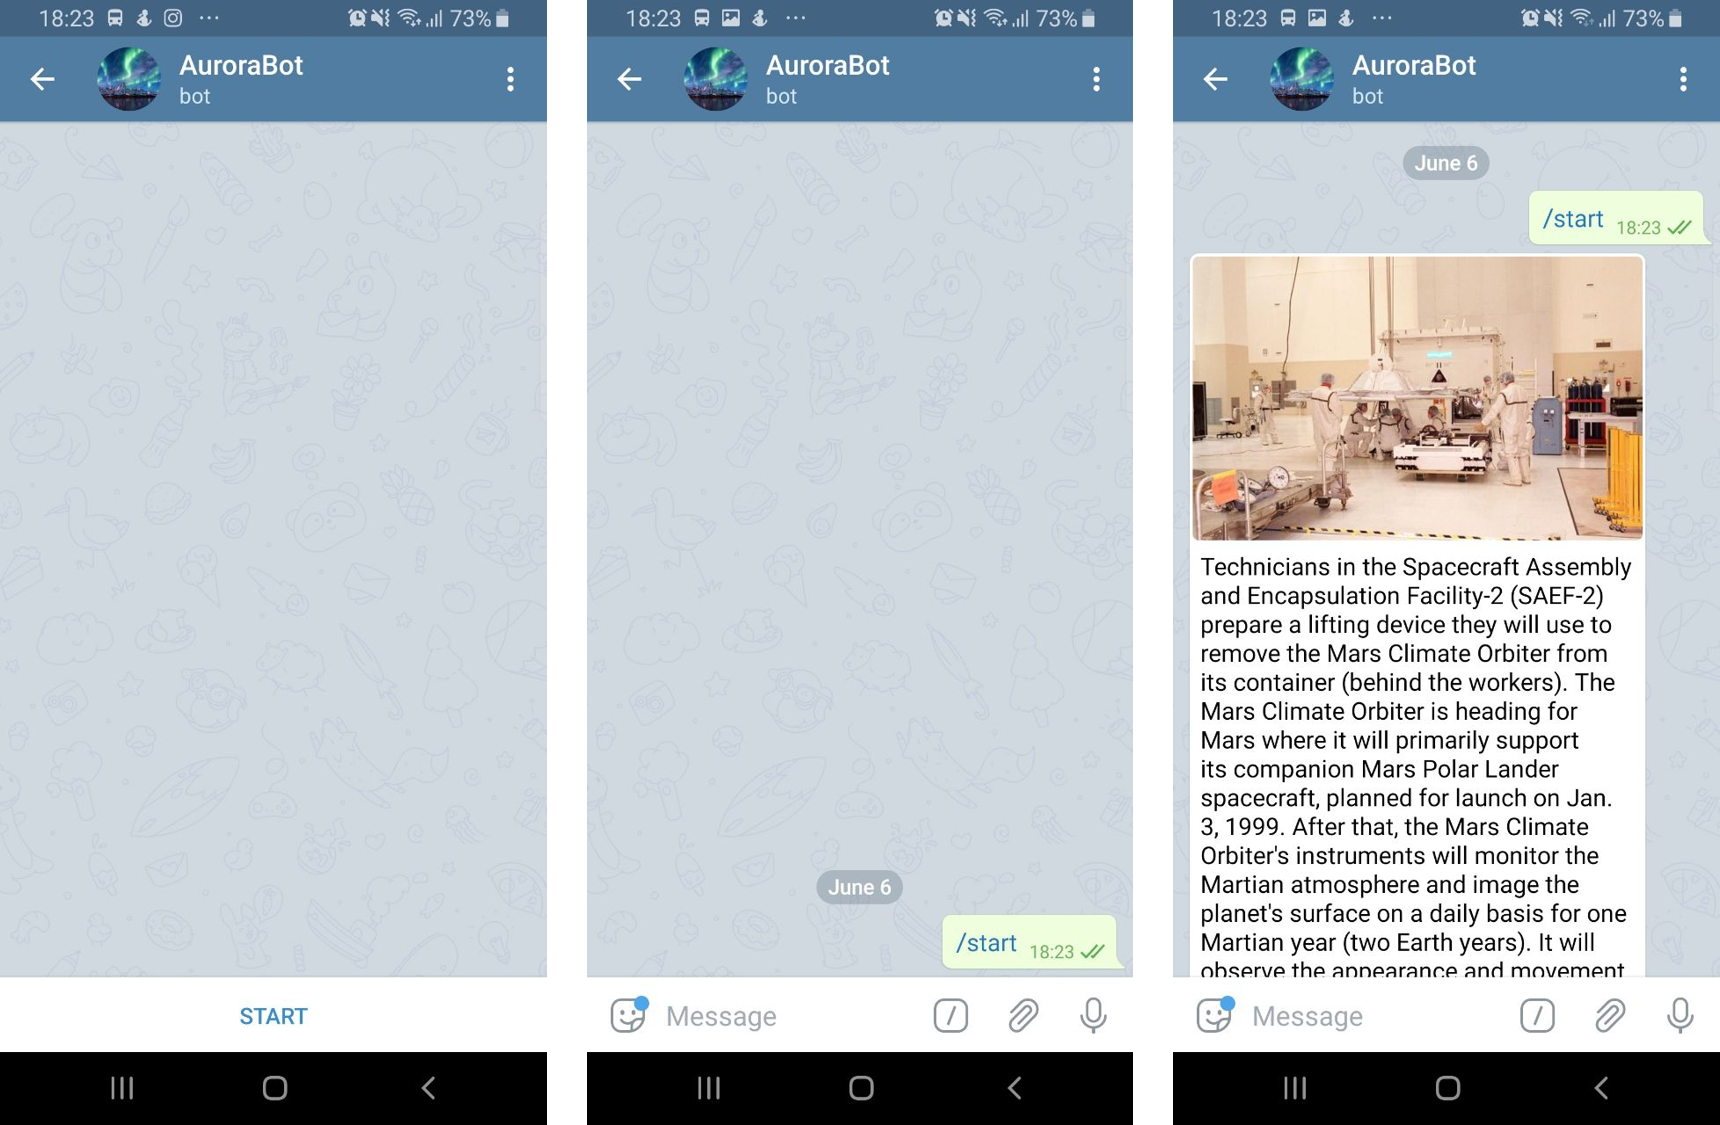 18:23 73%
AuroraBot
bot
START
18:23 73%
AuroraBot
bot
June 6
/start 18:23
Message
18:23 73%
AuroraBot
bot
June 6
/start 18:23
Technicians in the Spacecraft Assembly
and Encapsulation Facility-2 (SAEF-2)
prepare a lifting device they will use to
remove the Mars Climate Orbiter from
its container (behind the workers). The
Mars Climate Orbiter is heading for
Mars where it will primarily support
its companion Mars Polar Lander
spacecraft, planned for launch on Jan.
3, 1999. After that, the Mars Climate
Orbiter's instruments will monitor the
Martian atmosphere and image the
planet's surface on a daily basis for one
Martian year (two Earth years). It will
observe the appearance and movement
Message